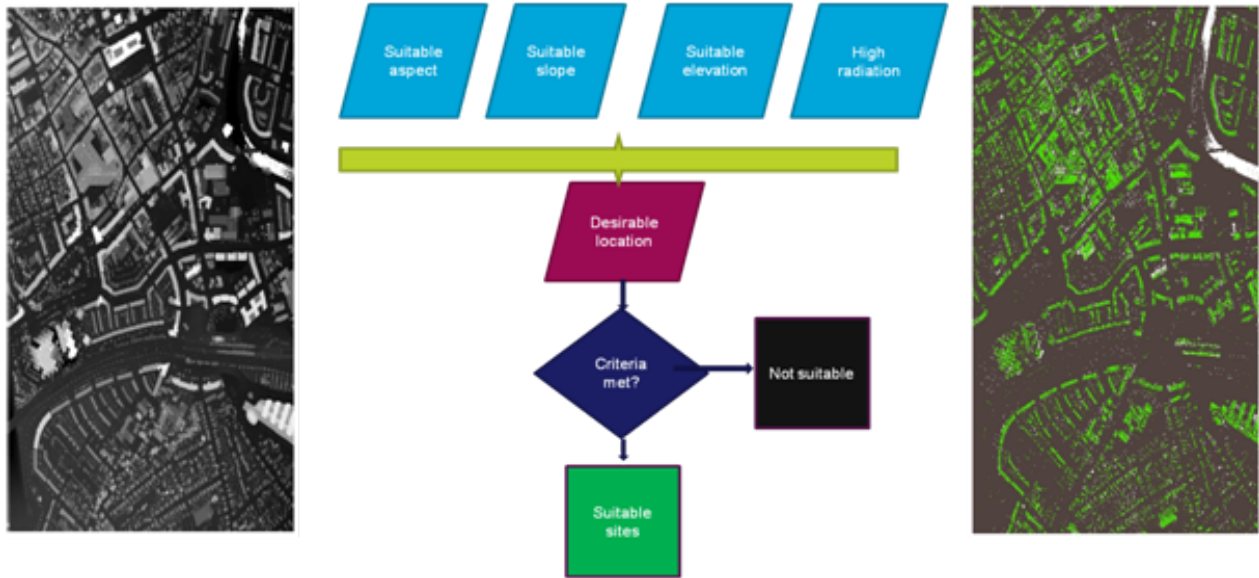 Suitable
aspect
Suitable
slope
Suitable
elevation
High
radiation
Desirable
location
Criteria
met?
Not suitable
Suitable
sites